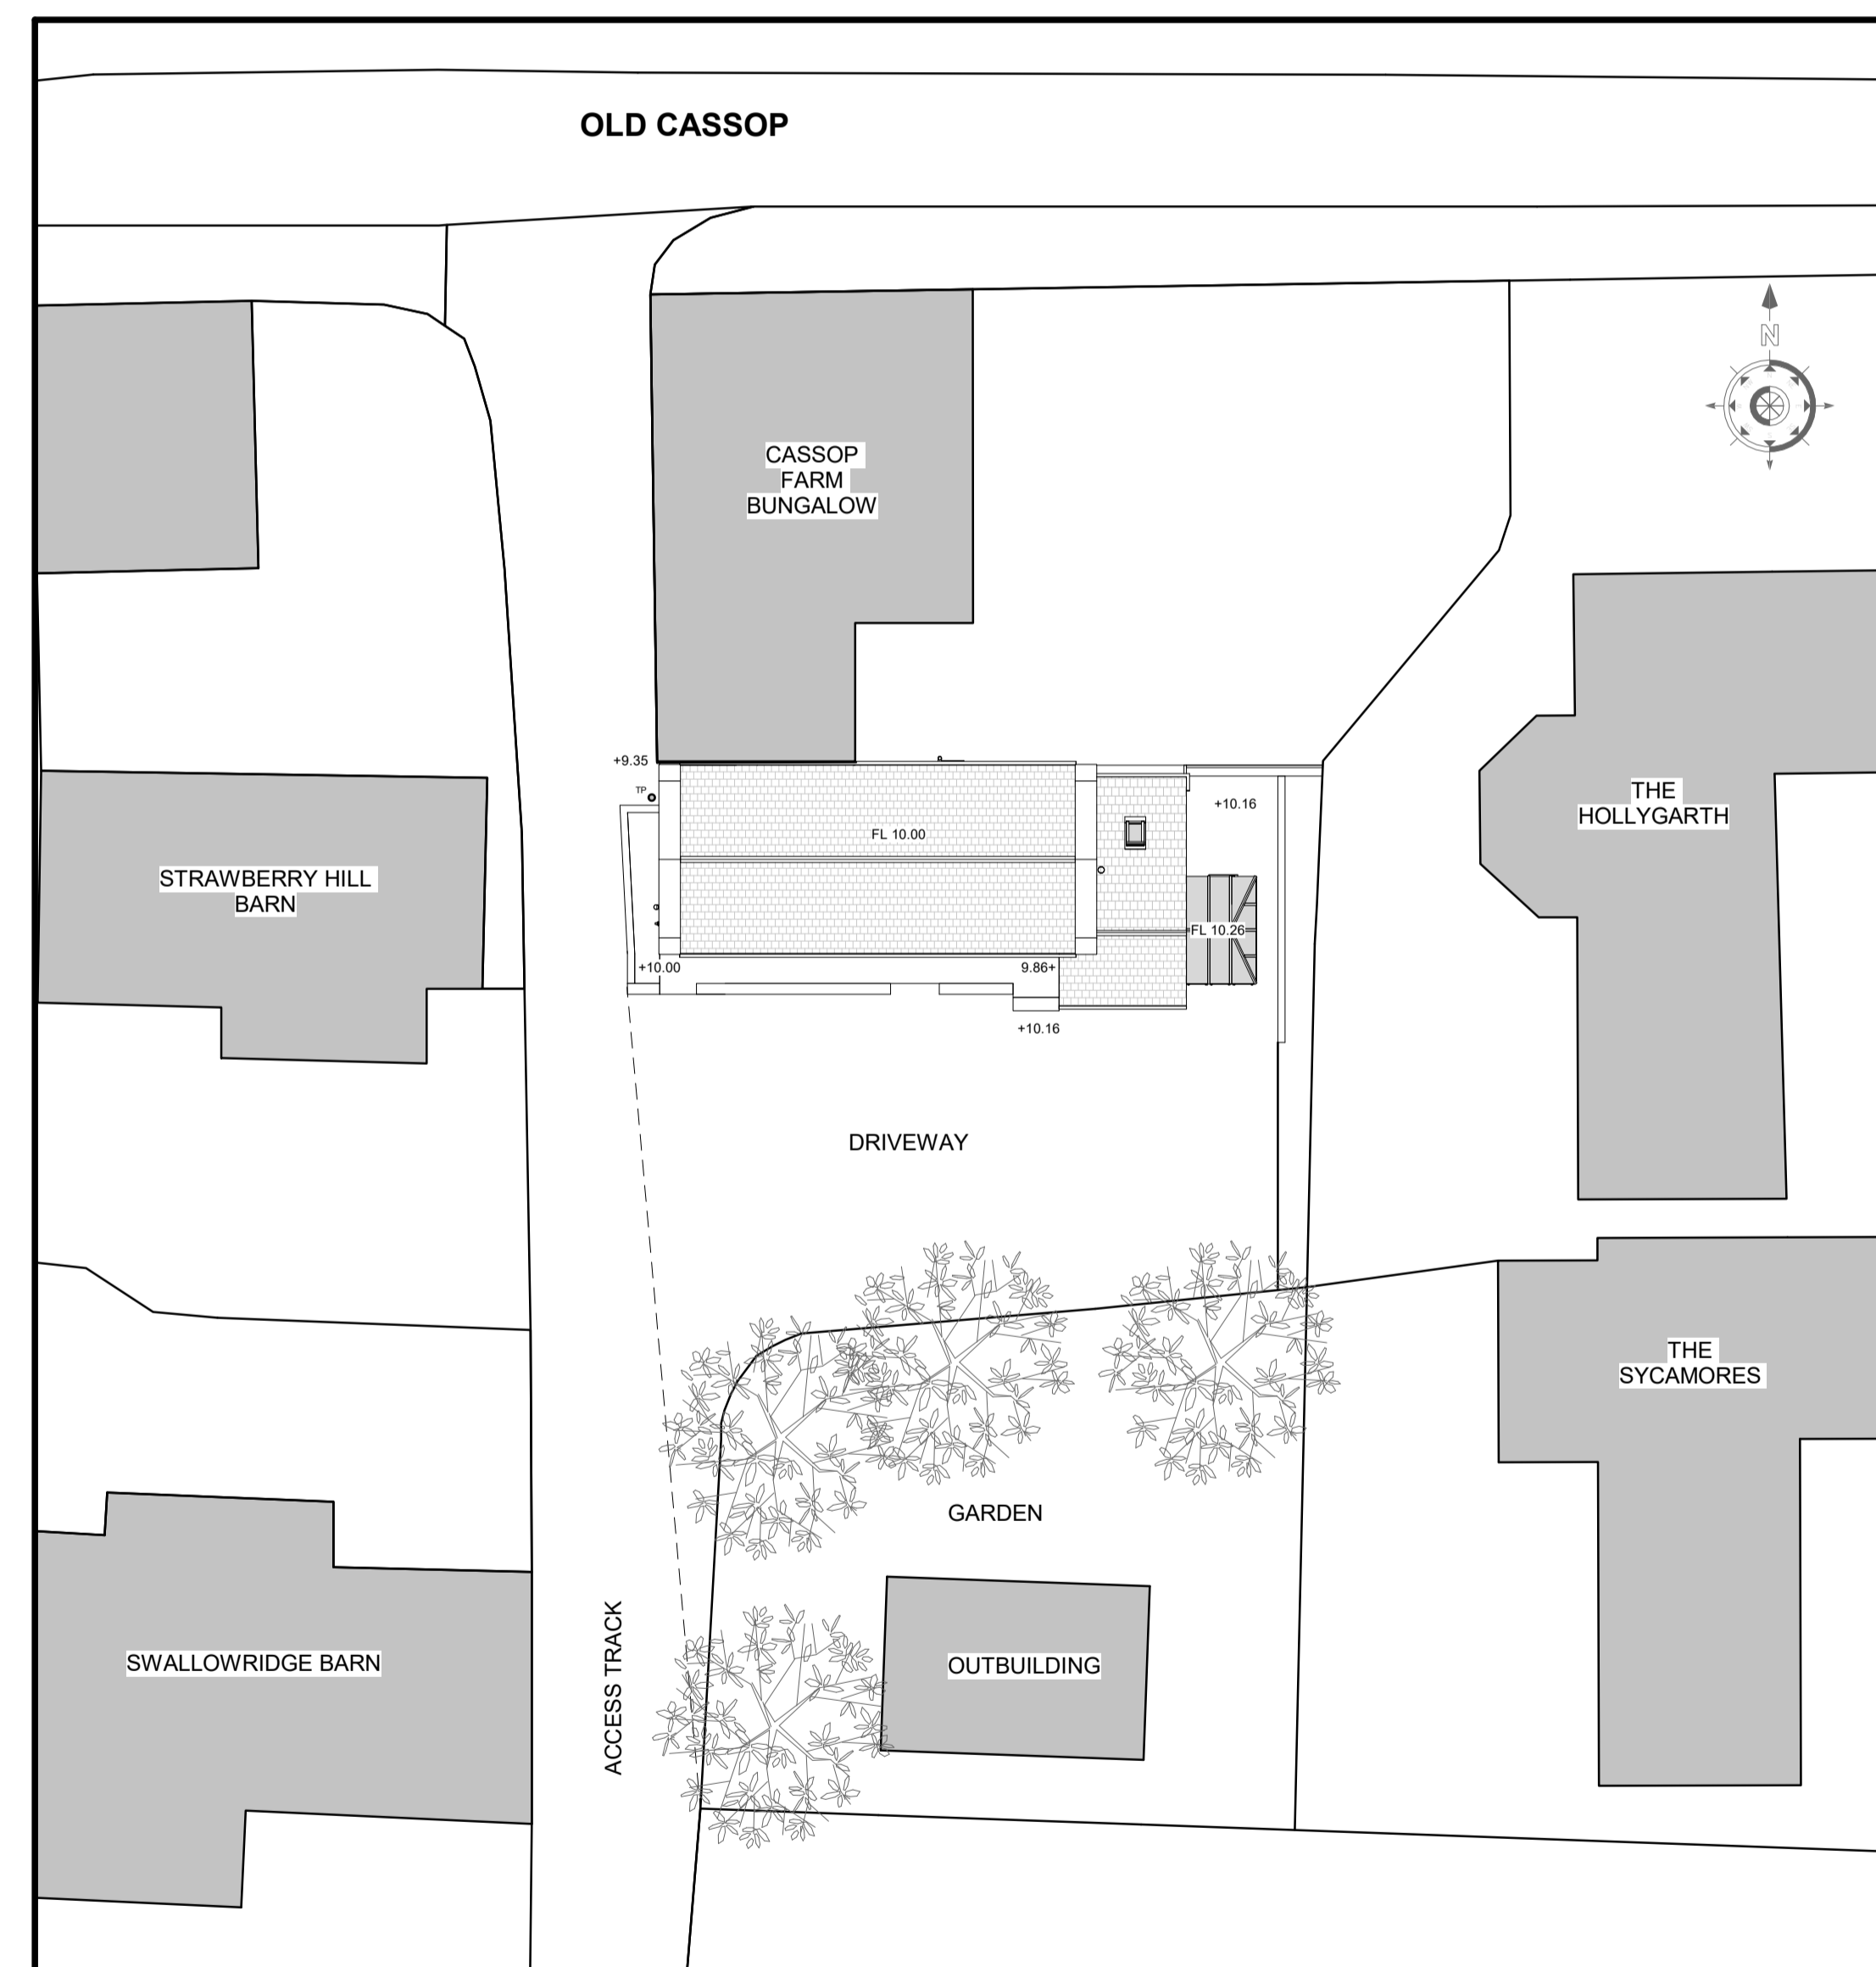 OLD CASSOP
N
CASSOP
FARM
BUNGALOW
+9.35
TP
+10.16
THE
HOLLYGARTH
FL 10.00
STRAWBERRY HILL
BARN
FL 10.26
+10.00
9.86+
+10.16
DRIVEWAY
THE
SYCAMORES
GARDEN
ACCESS TRACK
SWALLOWRIDGE BARN
OUTBUILDING